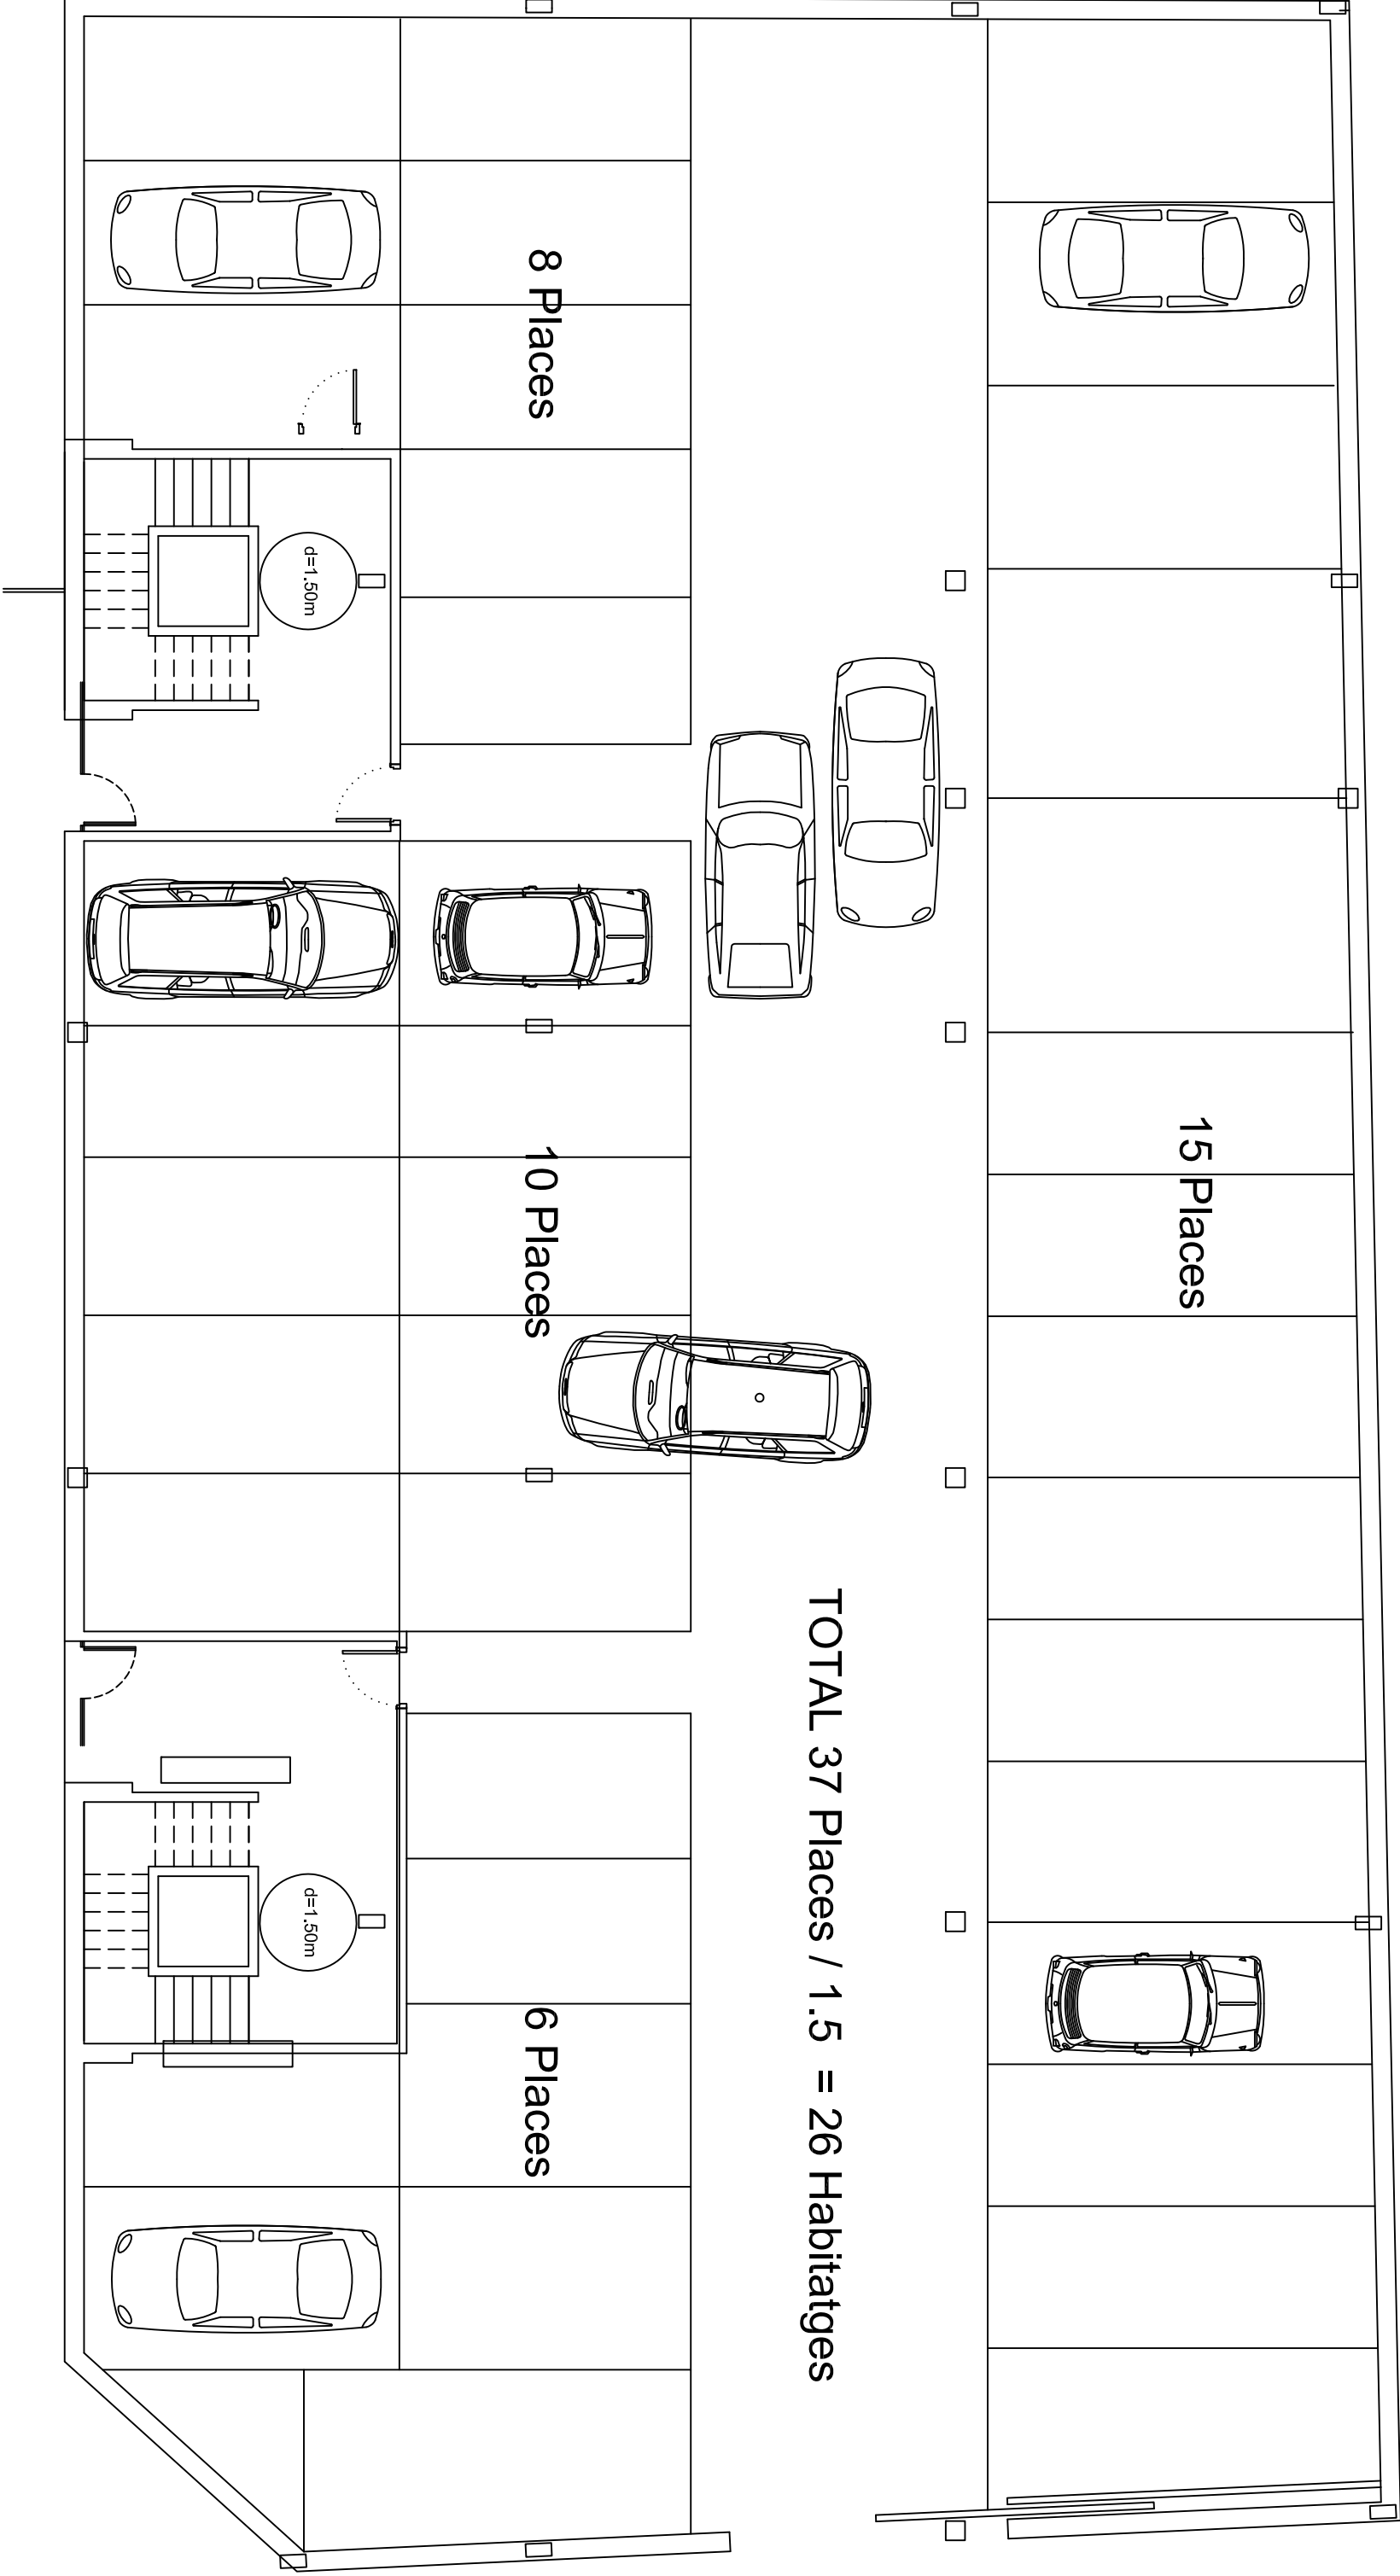 15 Places
TOTAL 37 Places / 1.5 = 26 Habitatges
8 Places
10 Places
6 Places
d=1.50m
d=1.50m